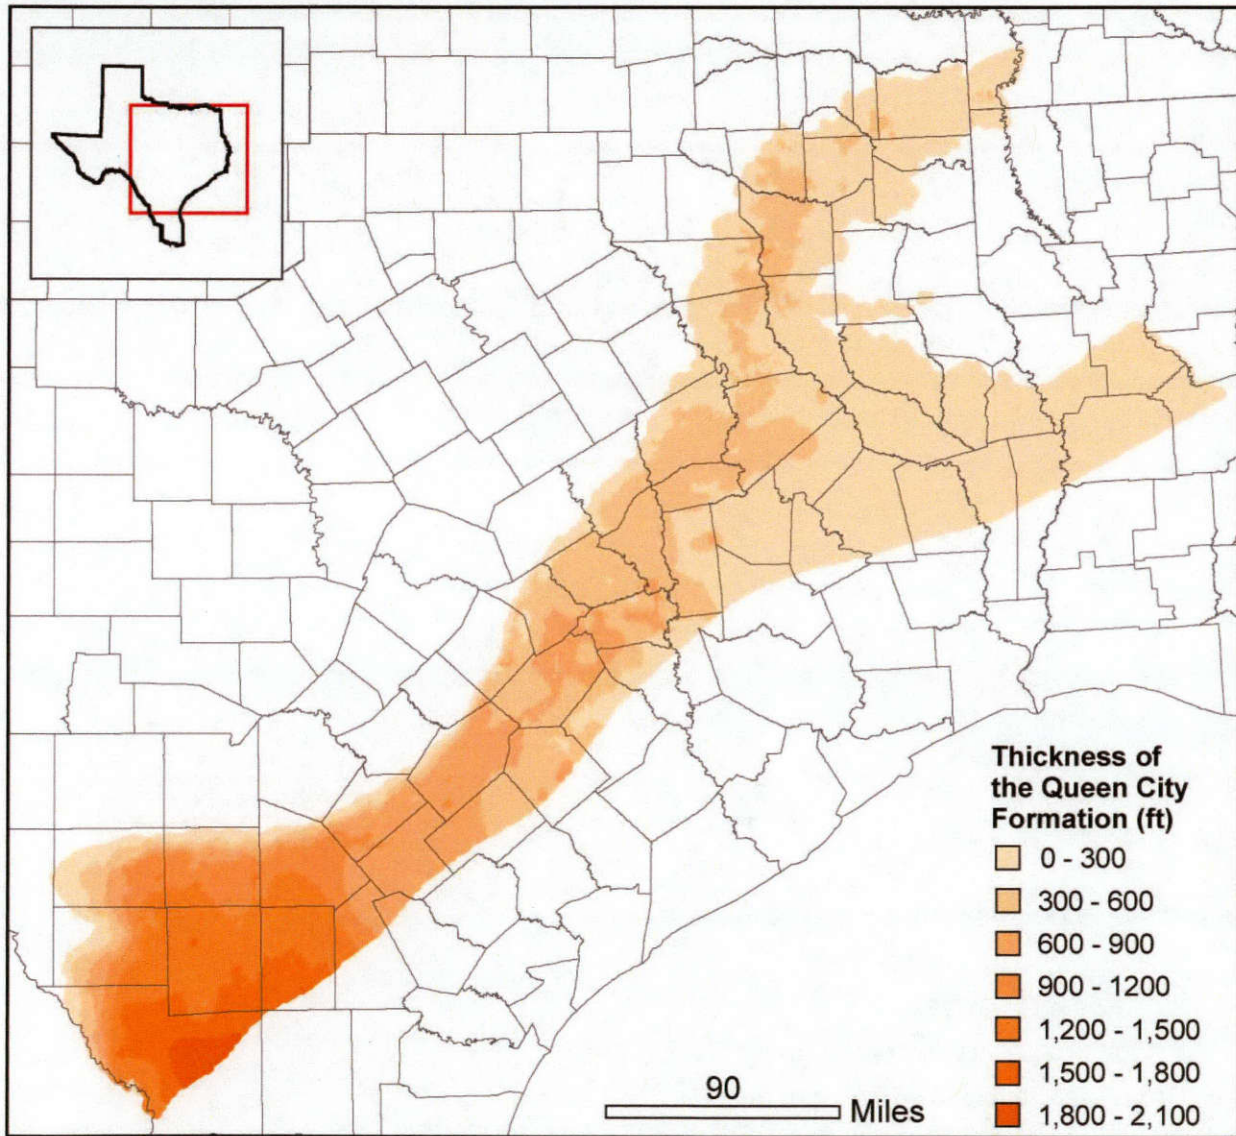 Thickness of
the Queen City
Formation (ft)
0 - 300
300 - 600
600 - 900
900 - 1200
1,200 - 1,500
1,500 - 1,800
1,800 - 2,100
90
Miles